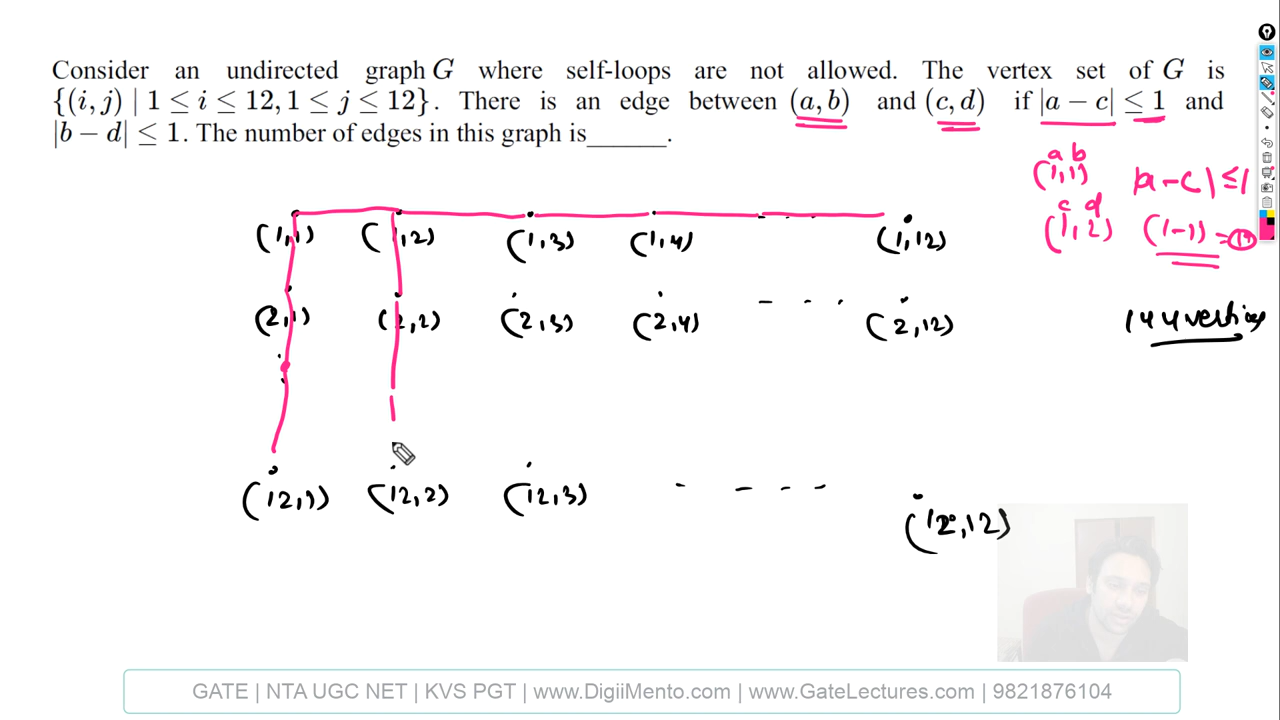 Consider an undirected graph G where self-loops are not allowed. The vertex set of G is
{(i, j) | 1 ≤ i ≤ 12, 1 ≤ j ≤ 12}. There is an edge between (a, b) and (c, d) if |a − c| ≤ 1 and
|b − d| ≤ 1. The number of edges in this graph is______.
a b
(1,1) |a-c| ≤ 1
c d
(1,2) (1-1) =
(1,1) (1,2) (1,3) (1,4) - - - (1,12)
(2,1) (2,2) (2,3) (2,4) - - - (2,12)
144 vertices
(12,1) (12,2) (12,3) - - - - (12,12)
GATE | NTA UGC NET | KVS PGT | www.DigiiMento.com | www.GateLectures.com | 9821876104